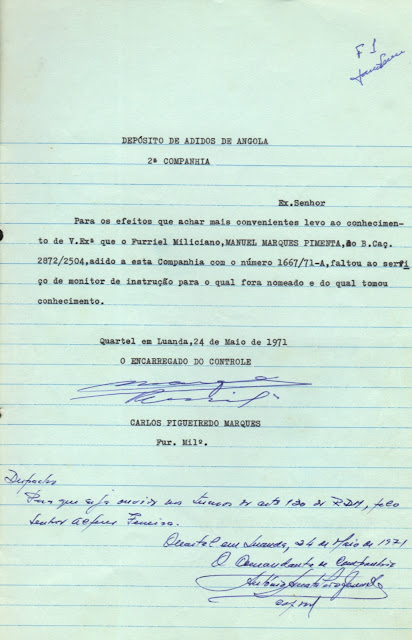 F 1
DEPÓSITO DE ADIDOS DE ANGOLA
2ª COMPANHIA
Ex.Senhor
Para os efeitos que achar mais convenientes levo ao conhecimen-
to de V.Exª que o Furriel Miliciano,MANUEL MARQUES PIMENTA,do B.Caç.
2872/2504,adido a esta Companhia com o número 1667/71-A,faltou ao servi
ço de monitor de instrução para o qual fora nomeado e do qual tomou
conhecimento.
Quartel em Luanda,24 de Maio de 1971
O ENCARREGADO DO CONTROLE
CARLOS FIGUEIREDO MARQUES
Fur. Milº.
Despacho
Para que seja ouvido nos termos do artº 130 do RDM, pelo
Senhor Alferes Ferreira.
Quartel em Luanda, 24 de Maio de 1971
O Comandante de Companhia
António